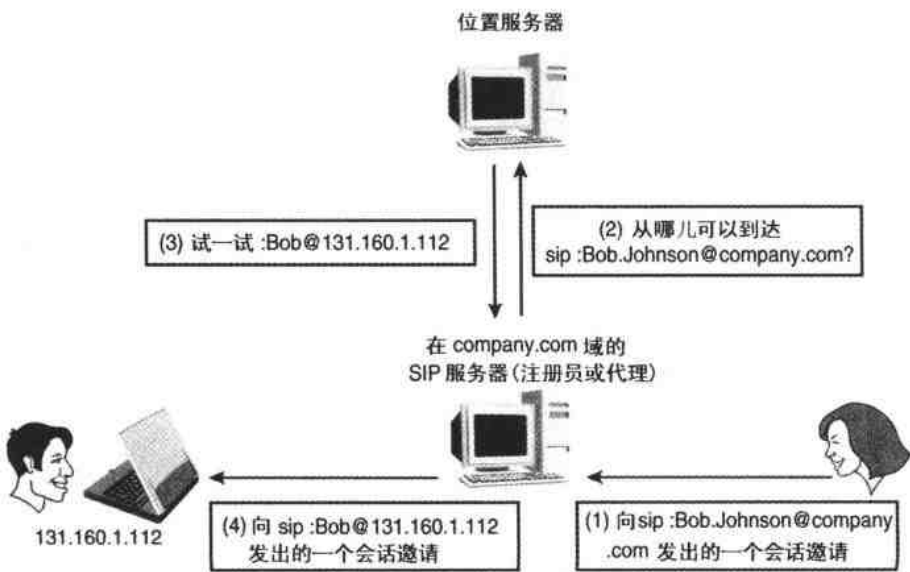 位置服务器
(3) 试一试 :Bob@131.160.1.112
(2) 从哪儿可以到达
sip :Bob.Johnson@company.com?
在 company.com 域的
SIP 服务器(注册员或代理)
131.160.1.112
(4) 向 sip :Bob@131.160.1.112
发出的一个会话邀请
(1) 向sip :Bob.Johnson@company
.com 发出的一个会话邀请